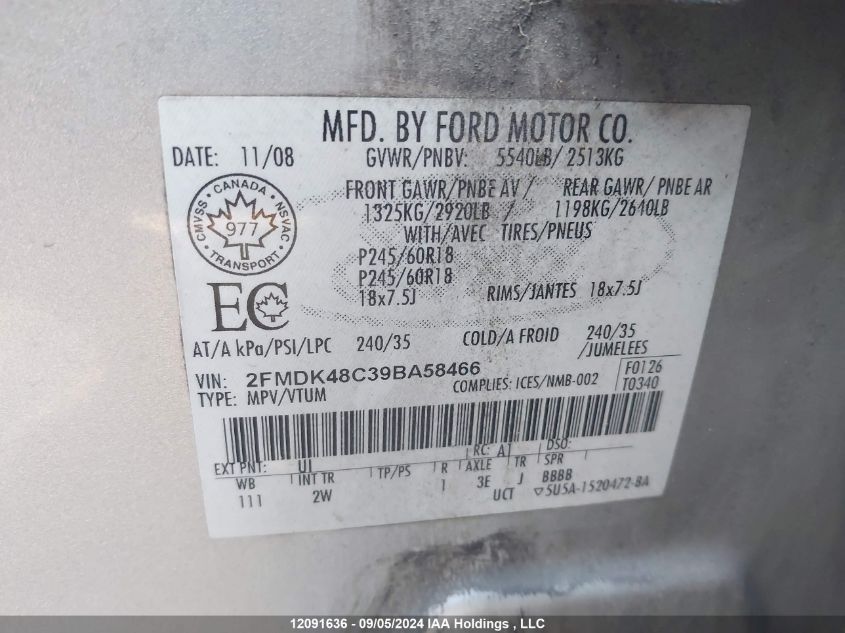 MFD. BY FORD MOTOR CO.
DATE: 11/08 GVWR/PNBV: 5540LB/ 2513KG
FRONT GAWR/PNBE AV / REAR GAWR/ PNBE AR
1325KG/2920LB / 1198KG/2640LB
WITH/AVEC TIRES/PNEUS
P245/60R18
P245/60R18
18x7.5J RIMS/JANTES 18x7.5J
CANADA
CMVSS NSVAC
977
TRANSPORT
EC
AT/A kPa/PSI/LPC 240/35 COLD/A FROID 240/35
/JUMELEES
VIN: 2FMDK48C39BA58466 COMPLIES: ICES/NMB-002 F0126
TYPE: MPV/VTUM T0340
EXT PNT: UI RC: A1 DSO:
WB INT TR TP/PS R AXLE TR SPR
111 2W 1 3E J BBBB
UCT ▽5U5A-1520472-BA
12091636 - 09/05/2024 IAA Holdings , LLC